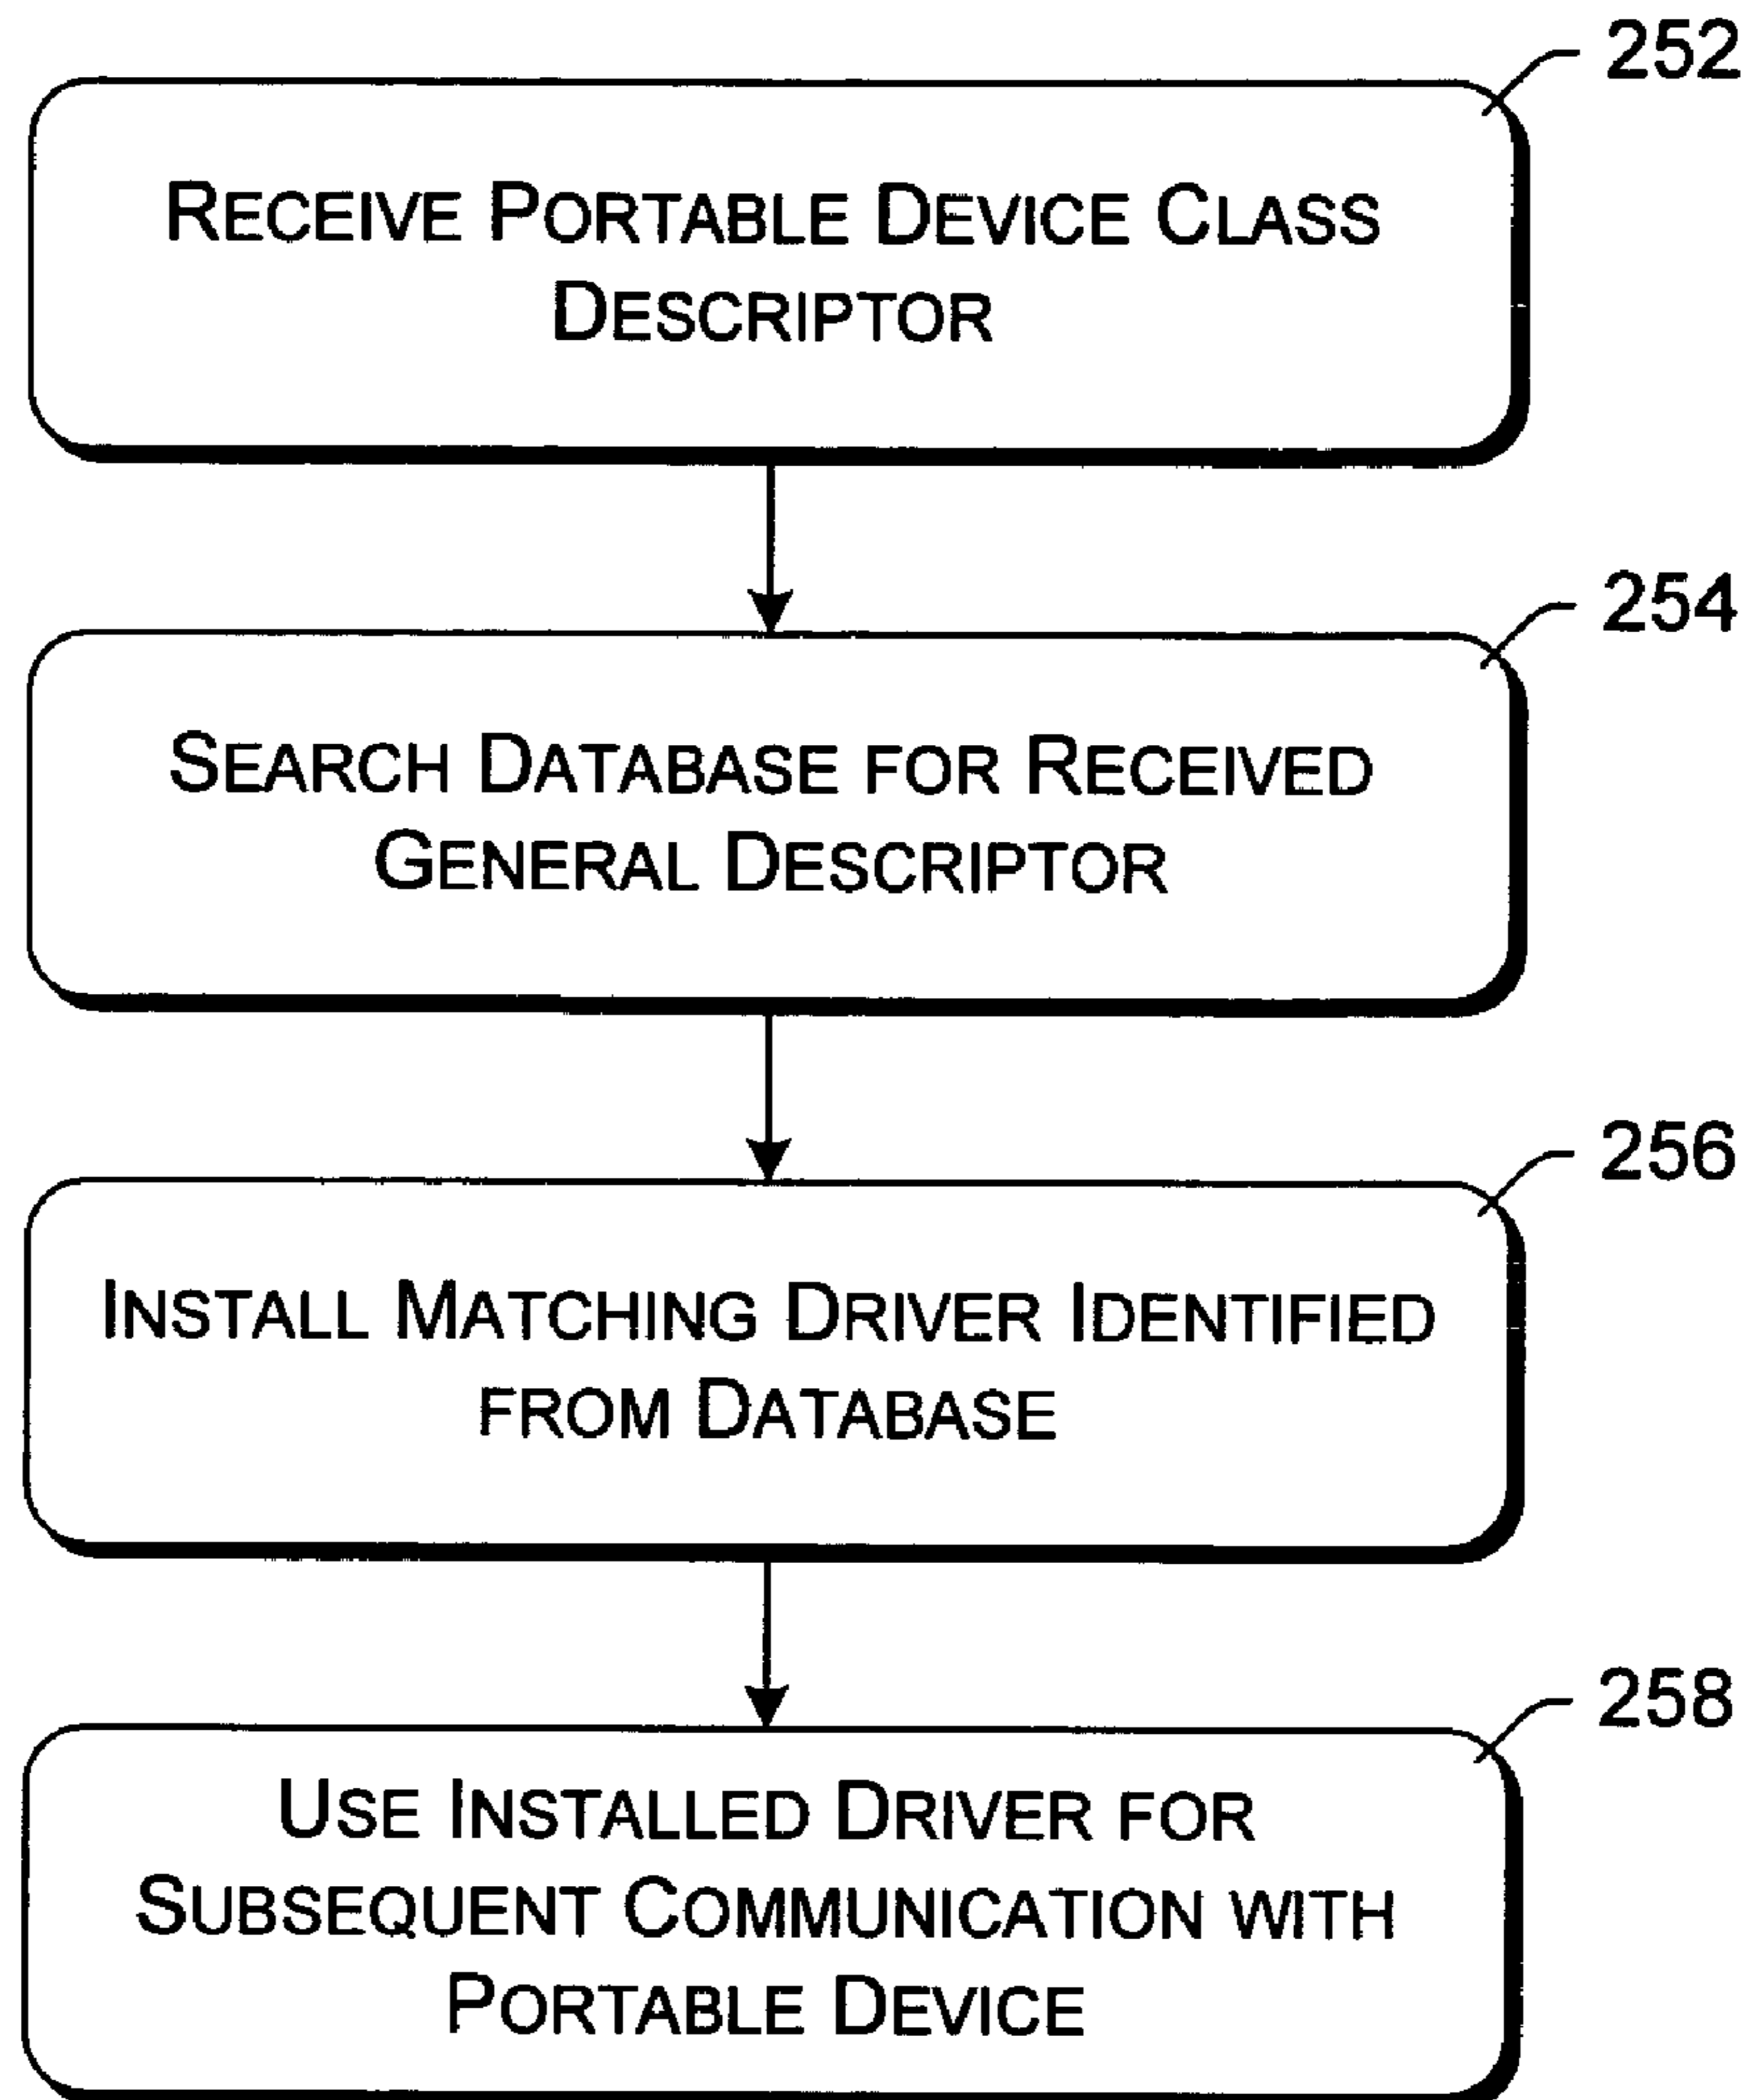 252
RECEIVE PORTABLE DEVICE CLASS
DESCRIPTOR
254
SEARCH DATABASE FOR RECEIVED
GENERAL DESCRIPTOR
256
INSTALL MATCHING DRIVER IDENTIFIED
FROM DATABASE
258
USE INSTALLED DRIVER FOR
SUBSEQUENT COMMUNICATION WITH
PORTABLE DEVICE